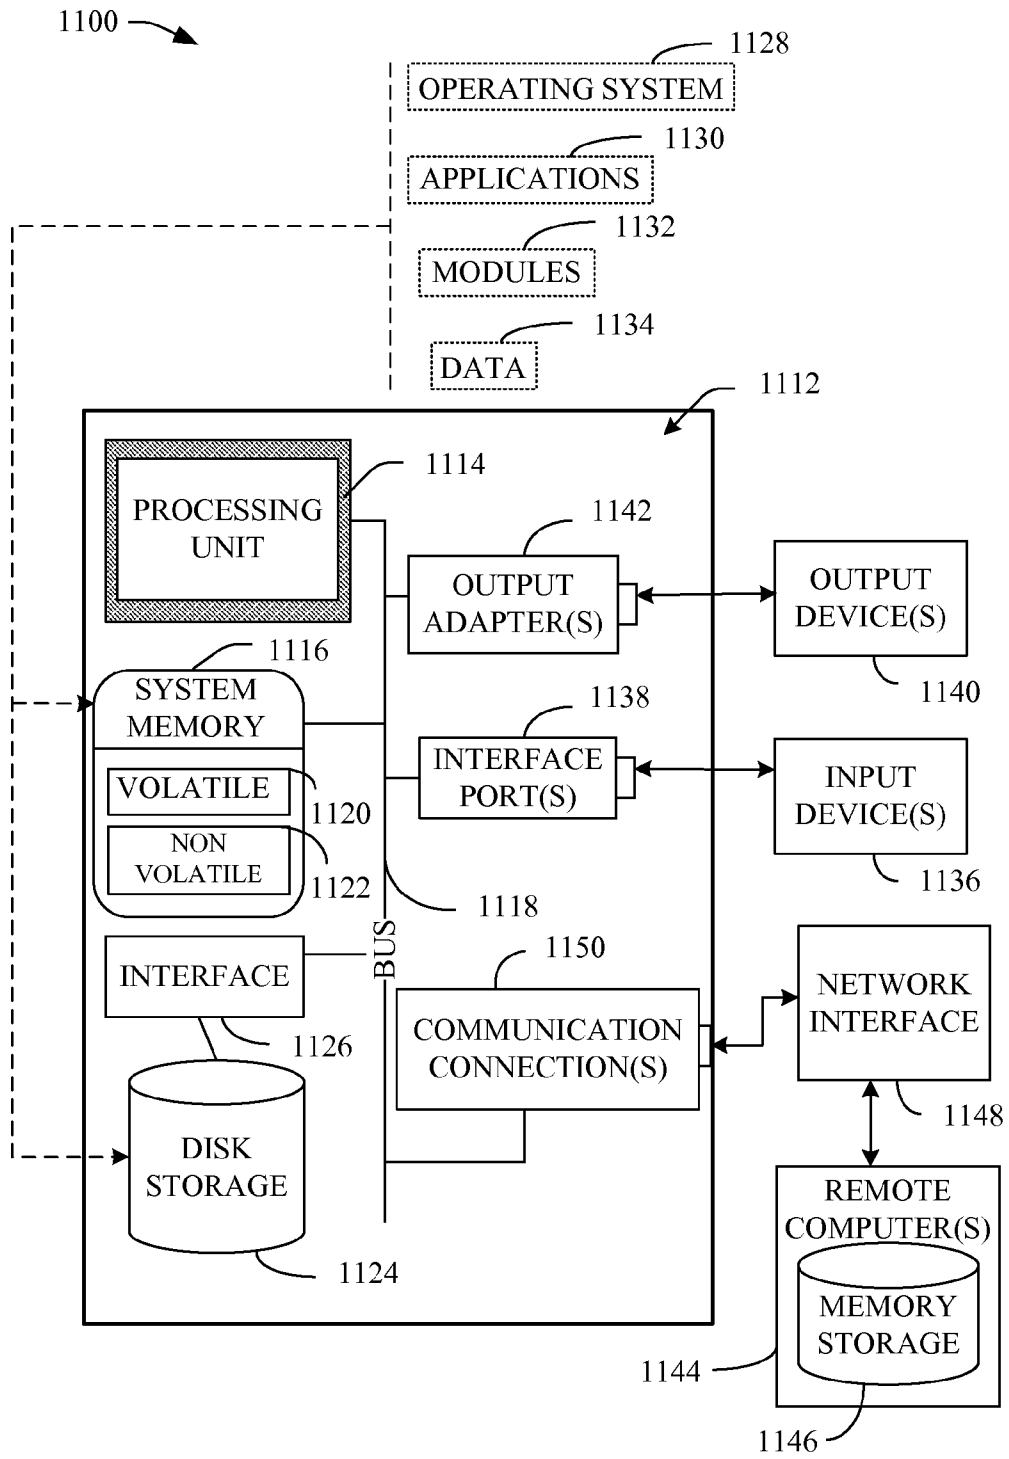 1100
1128
OPERATING SYSTEM
1130
APPLICATIONS
1132
MODULES
1134
DATA
1112
1114
PROCESSING
UNIT
1142
OUTPUT
ADAPTER(S)
OUTPUT
DEVICE(S)
1140
1116
SYSTEM
MEMORY
VOLATILE
1120
NON
VOLATILE
1122
1138
INTERFACE
PORT(S)
INPUT
DEVICE(S)
1136
1118
BUS
INTERFACE
1126
1150
COMMUNICATION
CONNECTION(S)
NETWORK
INTERFACE
1148
DISK
STORAGE
1124
REMOTE
COMPUTER(S)
MEMORY
STORAGE
1144
1146